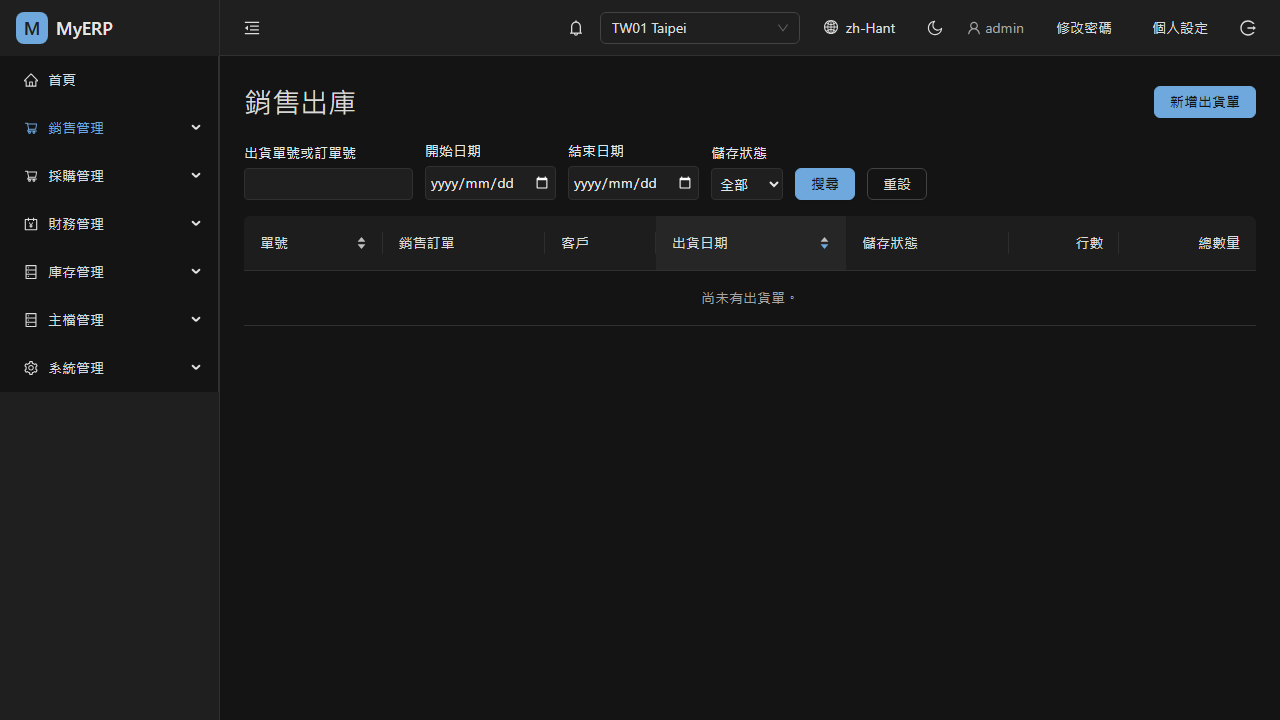 M MyERP
TW01 Taipei
zh-Hant
admin
修改密碼
個人設定
首頁
銷售管理
採購管理
財務管理
庫存管理
主檔管理
系統管理
銷售出庫
新增出貨單
出貨單號或訂單號
開始日期
yyyy/mm/dd
結束日期
yyyy/mm/dd
儲存狀態
全部
搜尋
重設
單號 銷售訂單 客戶 出貨日期 儲存狀態 行數 總數量
尚未有出貨單。